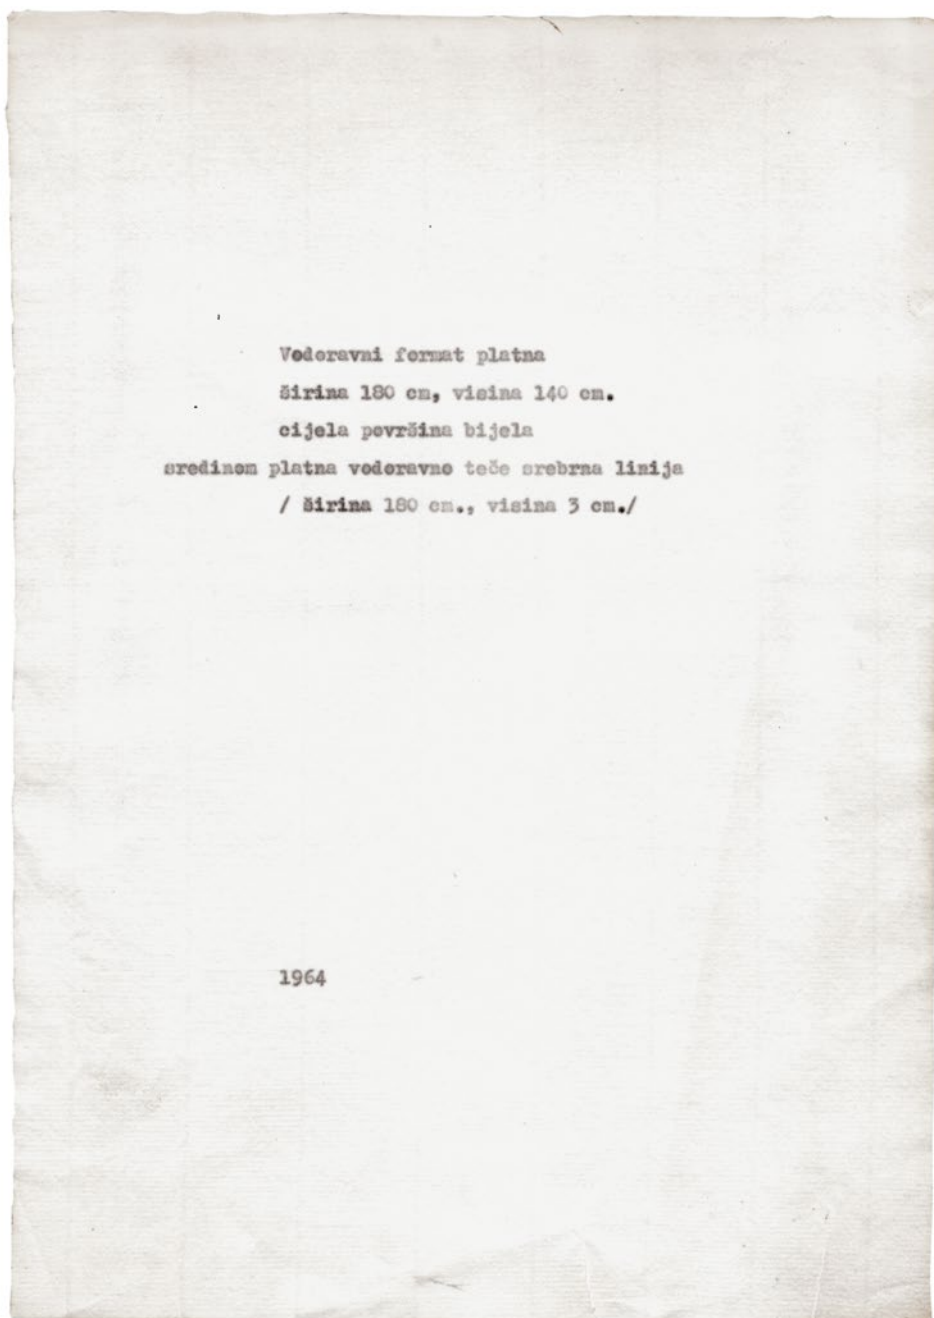 Vodoravni format platna
širina 180 cm, visina 140 cm.
cijela površina bijela
sredinom platna vodoravno teče srebrna linija
/ širina 180 cm., visina 3 cm./
1964